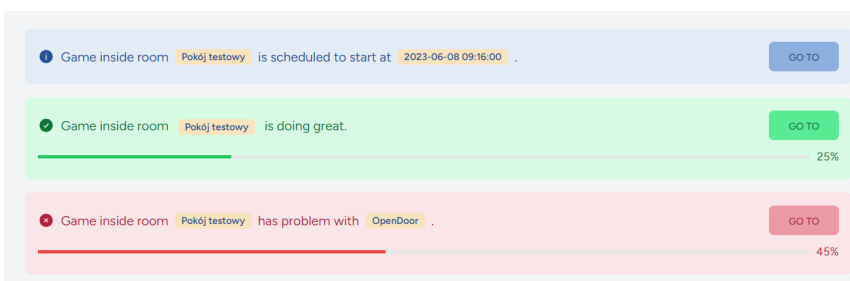 Game inside room Pokój testowy is scheduled to start at 2023-06-08 09:16:00 . GO TO
Game inside room Pokój testowy is doing great. GO TO
25%
Game inside room Pokój testowy has problem with OpenDoor . GO TO
45%